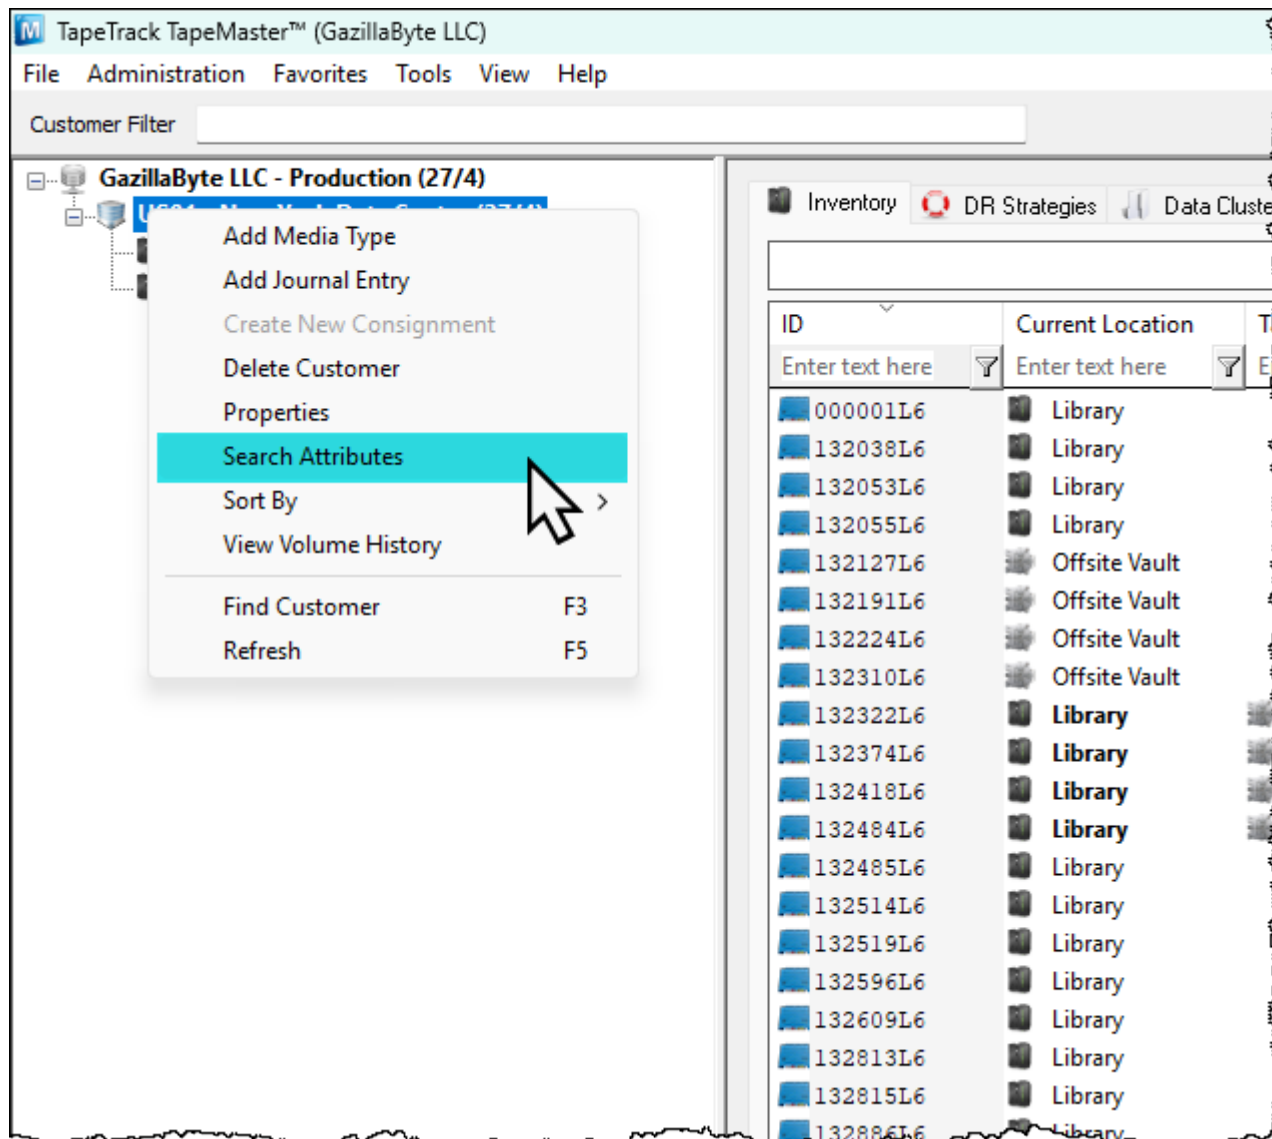 M TapeTrack TapeMaster™ (GazillaByte LLC)
File Administration Favorites Tools View Help
Customer Filter
GazillaByte LLC - Production (27/4)
Add Media Type
Add Journal Entry
Create New Consignment
Delete Customer
Properties
Search Attributes
Sort By >
View Volume History
Find Customer F3
Refresh F5
Inventory DR Strategies Data Cluste
ID Current Location T
Enter text here Enter text here E
000001L6 Library
132038L6 Library
132053L6 Library
132055L6 Library
132127L6 Offsite Vault
132191L6 Offsite Vault
132224L6 Offsite Vault
132310L6 Offsite Vault
132322L6 Library
132374L6 Library
132418L6 Library
132484L6 Library
132485L6 Library
132514L6 Library
132519L6 Library
132596L6 Library
132609L6 Library
132813L6 Library
132815L6 Library
132886L6 Library